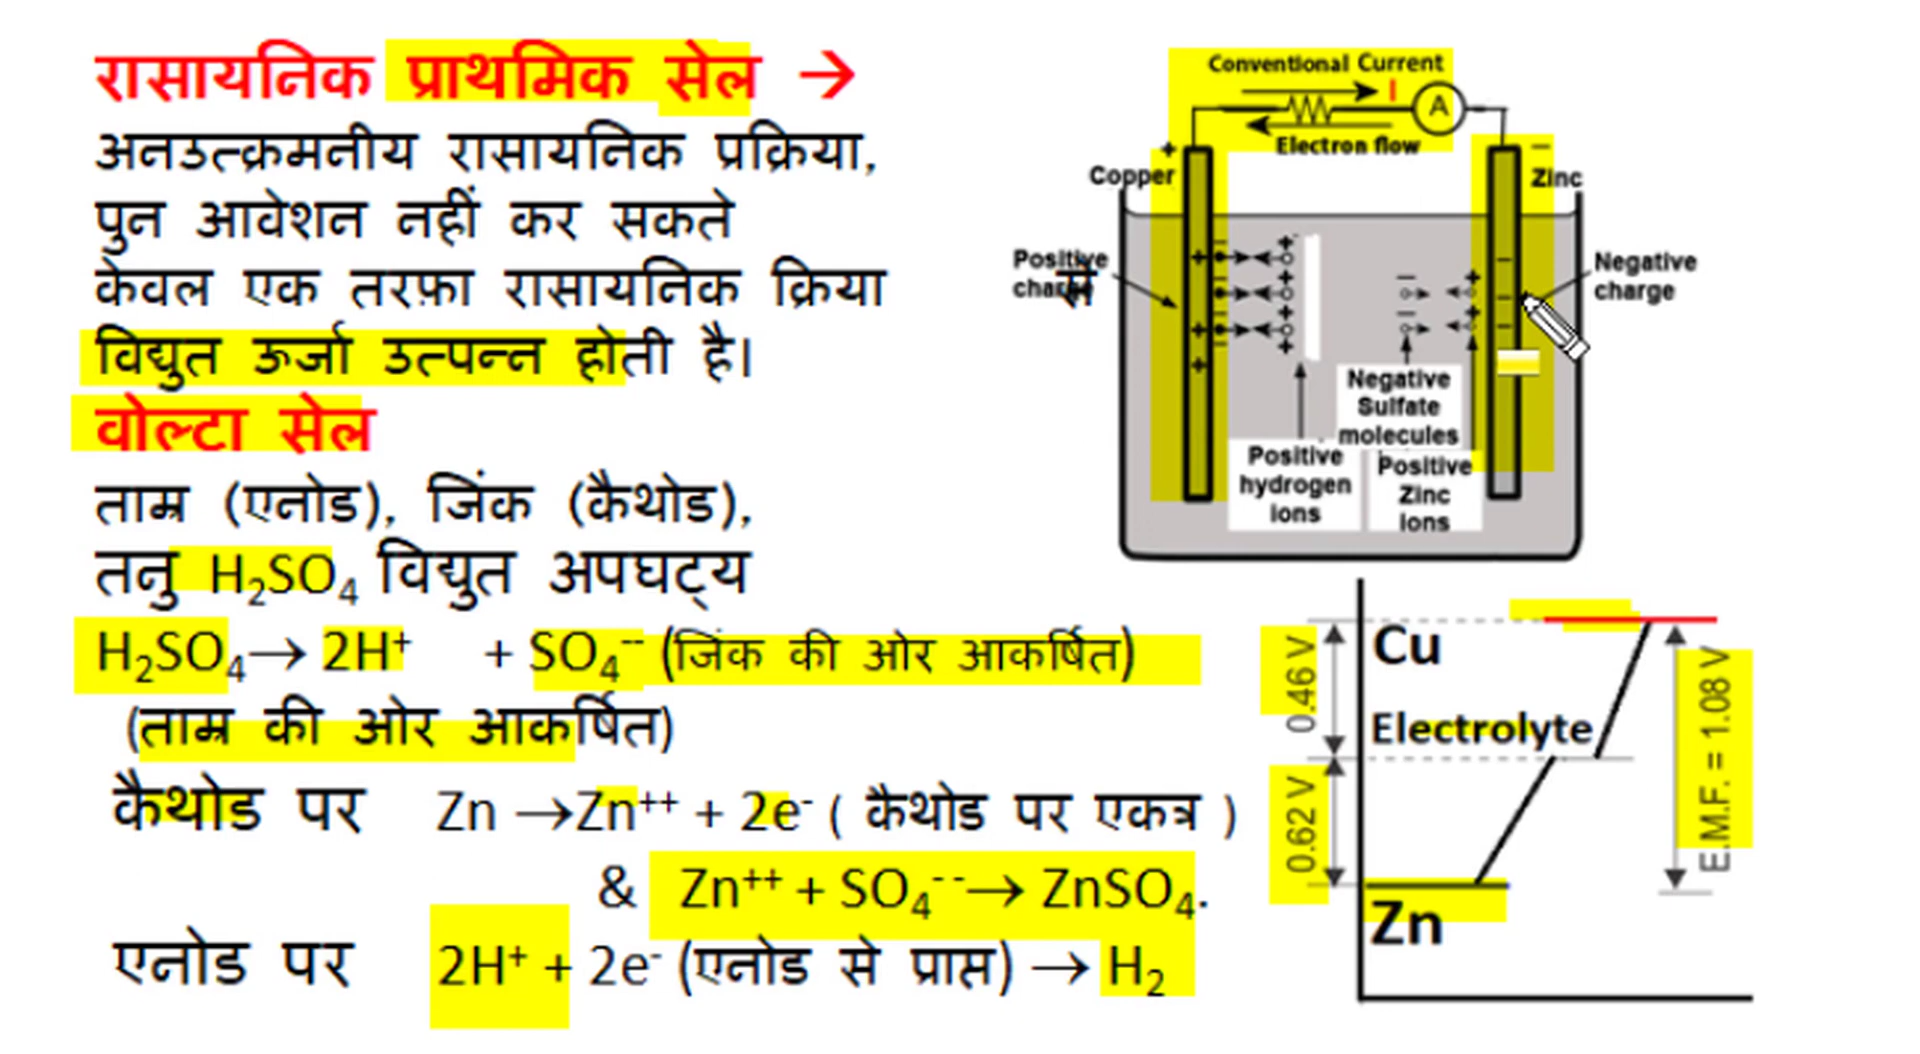 रासायनिक प्राथमिक सेल →
अनउत्क्रमनीय रासायनिक प्रक्रिया,
पुन आवेशन नहीं कर सकते
केवल एक तरफ़ा रासायनिक क्रिया से
विद्युत ऊर्जा उत्पन्न होती है।
वोल्टा सेल
ताम्र (एनोड), जिंक (कैथोड),
तनु H₂SO₄ विद्युत अपघट्य
H₂SO₄→ 2H⁺ + SO₄⁻⁻ (जिंक की ओर आकर्षित)
(ताम्र की ओर आकर्षित)
कैथोड पर Zn →Zn⁺⁺ + 2e⁻ ( कैथोड पर एकत्र )
& Zn⁺⁺ + SO₄⁻⁻→ ZnSO₄.
एनोड पर 2H⁺ + 2e⁻ (एनोड से प्राप्त) → H₂
Conventional Current
I
A
Electron flow
+
−
Copper
Zinc
Positive
charge
Negative
charge
Negative
Sulfate
molecules
Positive
hydrogen
ions
Positive
Zinc
ions
Cu
0.46 V
Electrolyte
0.62 V
E.M.F. = 1.08 V
Zn